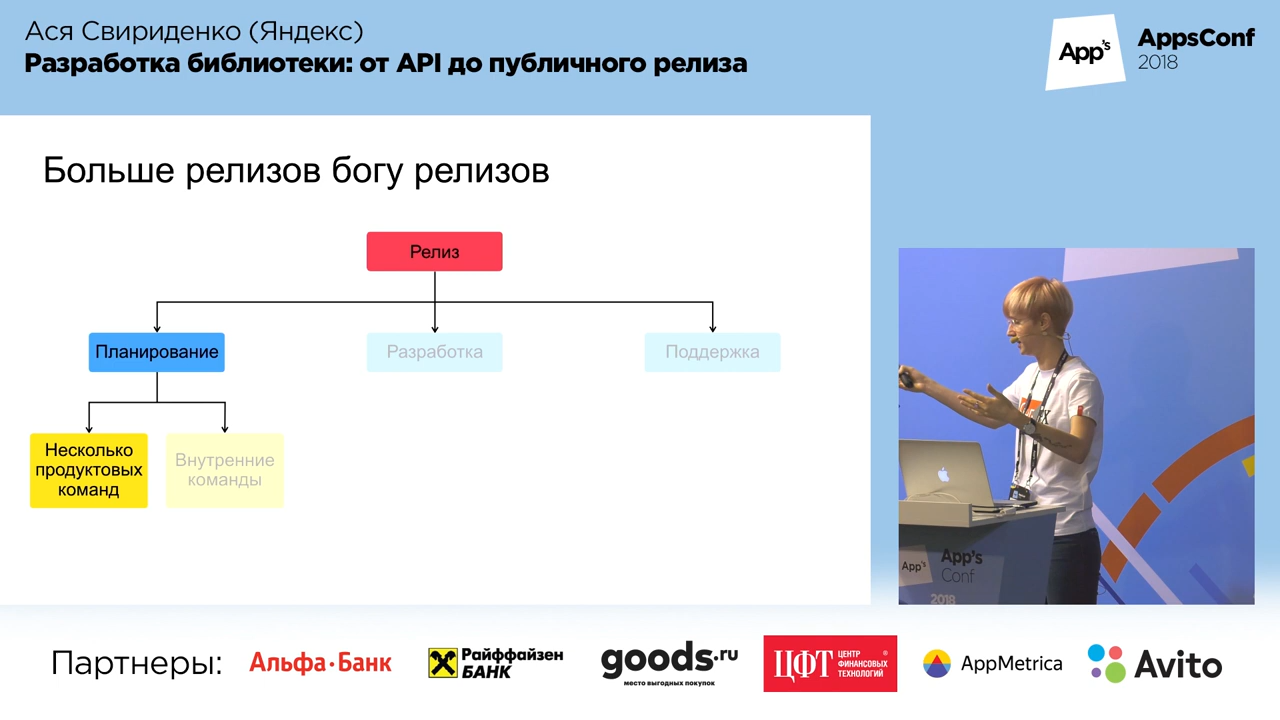 Ася Свириденко (Яндекс)
Разработка библиотеки: от API до публичного релиза
App's
AppsConf
2018
Больше релизов богу релизов
Релиз
Планирование
Разработка
Поддержка
Несколько
продуктовых
команд
Внутренние
команды
App's
App's
Conf
2018
Партнеры:
Альфа·Банк
Райффайзен
БАНК
goods.ru
место выгодных покупок
ЦФТ
ЦЕНТР
ФИНАНСОВЫХ
ТЕХНОЛОГИЙ
®
AppMetrica
Avito